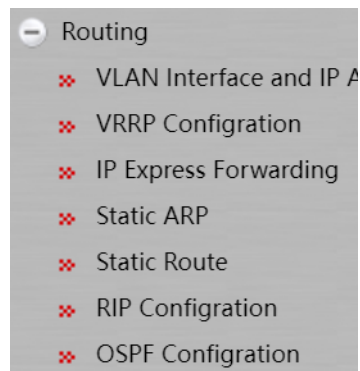 Routing
VLAN Interface and IP
VRRP Configration
IP Express Forwarding
Static ARP
Static Route
RIP Configration
OSPF Configration